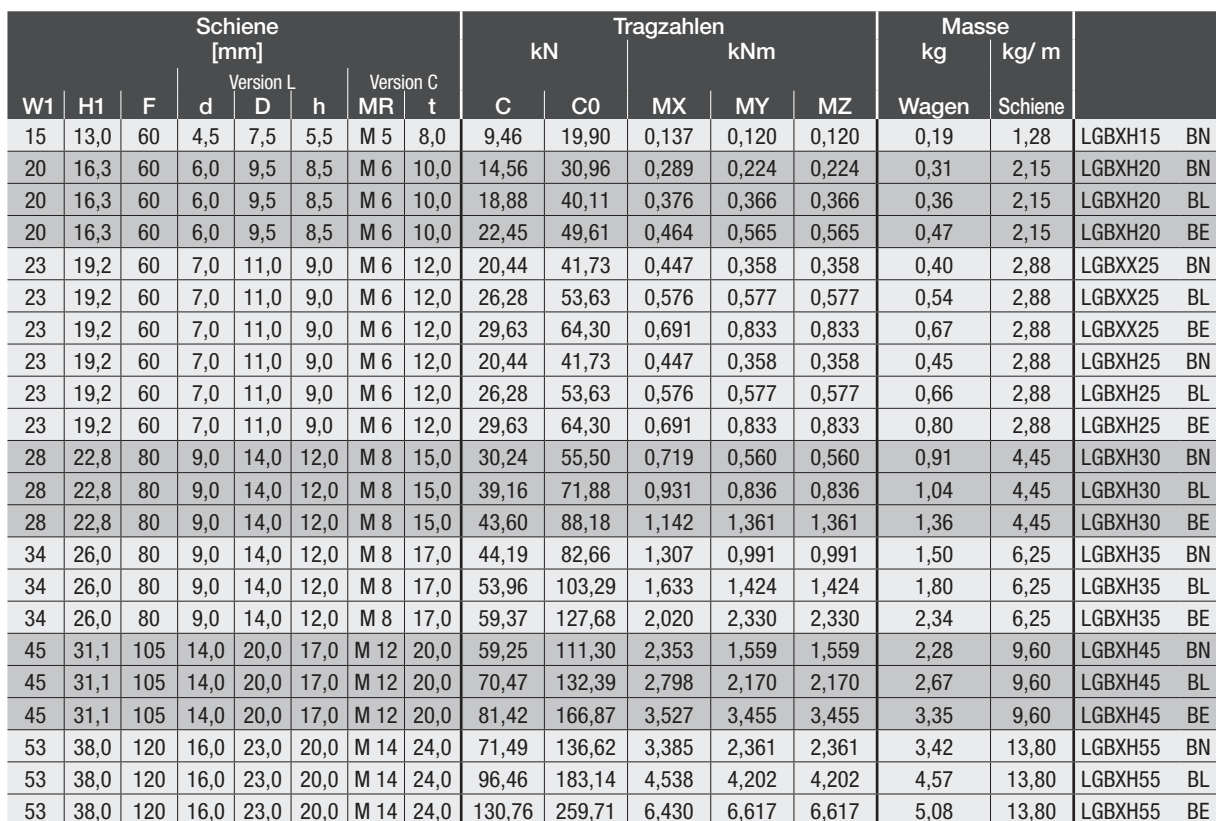 Schiene Tragzahlen Masse
[mm] kN kNm kg kg/ m
Version L Version C
W1 H1 F d D h MR t C C0 MX MY MZ Wagen Schiene
15 13,0 60 4,5 7,5 5,5 M 5 8,0 9,46 19,90 0,137 0,120 0,120 0,19 1,28 LGBXH15 BN
20 16,3 60 6,0 9,5 8,5 M 6 10,0 14,56 30,96 0,289 0,224 0,224 0,31 2,15 LGBXH20 BN
20 16,3 60 6,0 9,5 8,5 M 6 10,0 18,88 40,11 0,376 0,366 0,366 0,36 2,15 LGBXH20 BL
20 16,3 60 6,0 9,5 8,5 M 6 10,0 22,45 49,61 0,464 0,565 0,565 0,47 2,15 LGBXH20 BE
23 19,2 60 7,0 11,0 9,0 M 6 12,0 20,44 41,73 0,447 0,358 0,358 0,40 2,88 LGBXX25 BN
23 19,2 60 7,0 11,0 9,0 M 6 12,0 26,28 53,63 0,576 0,577 0,577 0,54 2,88 LGBXX25 BL
23 19,2 60 7,0 11,0 9,0 M 6 12,0 29,63 64,30 0,691 0,833 0,833 0,67 2,88 LGBXX25 BE
23 19,2 60 7,0 11,0 9,0 M 6 12,0 20,44 41,73 0,447 0,358 0,358 0,45 2,88 LGBXH25 BN
23 19,2 60 7,0 11,0 9,0 M 6 12,0 26,28 53,63 0,576 0,577 0,577 0,66 2,88 LGBXH25 BL
23 19,2 60 7,0 11,0 9,0 M 6 12,0 29,63 64,30 0,691 0,833 0,833 0,80 2,88 LGBXH25 BE
28 22,8 80 9,0 14,0 12,0 M 8 15,0 30,24 55,50 0,719 0,560 0,560 0,91 4,45 LGBXH30 BN
28 22,8 80 9,0 14,0 12,0 M 8 15,0 39,16 71,88 0,931 0,836 0,836 1,04 4,45 LGBXH30 BL
28 22,8 80 9,0 14,0 12,0 M 8 15,0 43,60 88,18 1,142 1,361 1,361 1,36 4,45 LGBXH30 BE
34 26,0 80 9,0 14,0 12,0 M 8 17,0 44,19 82,66 1,307 0,991 0,991 1,50 6,25 LGBXH35 BN
34 26,0 80 9,0 14,0 12,0 M 8 17,0 53,96 103,29 1,633 1,424 1,424 1,80 6,25 LGBXH35 BL
34 26,0 80 9,0 14,0 12,0 M 8 17,0 59,37 127,68 2,020 2,330 2,330 2,34 6,25 LGBXH35 BE
45 31,1 105 14,0 20,0 17,0 M 12 20,0 59,25 111,30 2,353 1,559 1,559 2,28 9,60 LGBXH45 BN
45 31,1 105 14,0 20,0 17,0 M 12 20,0 70,47 132,39 2,798 2,170 2,170 2,67 9,60 LGBXH45 BL
45 31,1 105 14,0 20,0 17,0 M 12 20,0 81,42 166,87 3,527 3,455 3,455 3,35 9,60 LGBXH45 BE
53 38,0 120 16,0 23,0 20,0 M 14 24,0 71,49 136,62 3,385 2,361 2,361 3,42 13,80 LGBXH55 BN
53 38,0 120 16,0 23,0 20,0 M 14 24,0 96,46 183,14 4,538 4,202 4,202 4,57 13,80 LGBXH55 BL
53 38,0 120 16,0 23,0 20,0 M 14 24,0 130,76 259,71 6,430 6,617 6,617 5,08 13,80 LGBXH55 BE